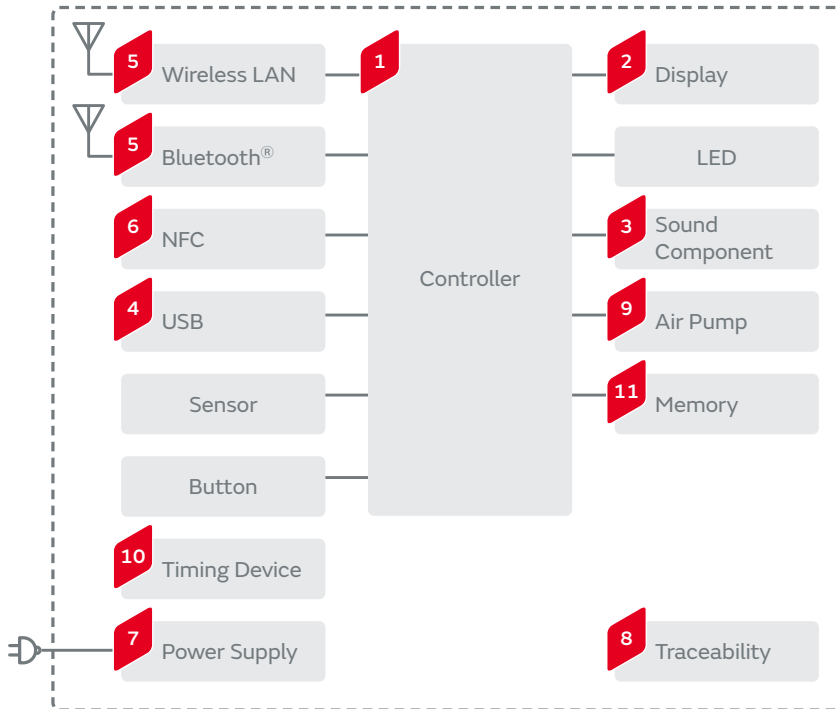 5
Wireless LAN
1
2
Display
5
Bluetooth®
LED
6
NFC
3
Sound
Component
Controller
4
USB
9
Air Pump
Sensor
11
Memory
Button
10
Timing Device
7
Power Supply
8
Traceability